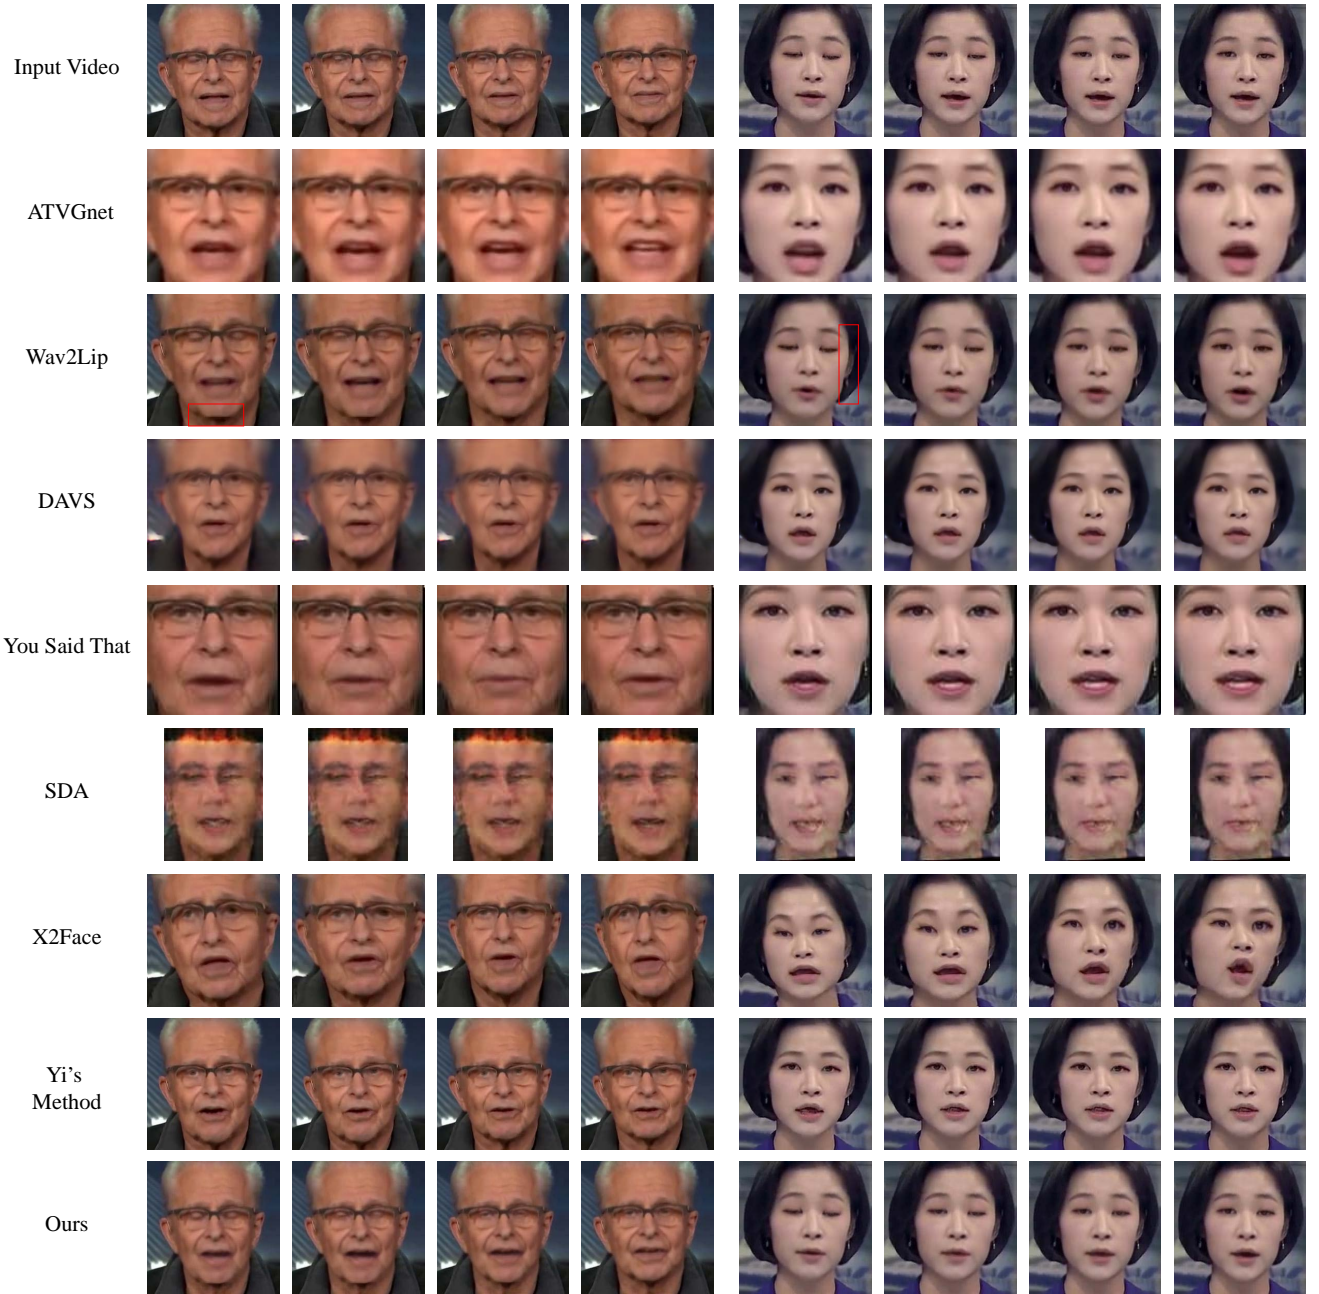 Input Video
ATVGnet
Wav2Lip
DAVS
You Said That
SDA
X2Face
Yi's
Method
Ours